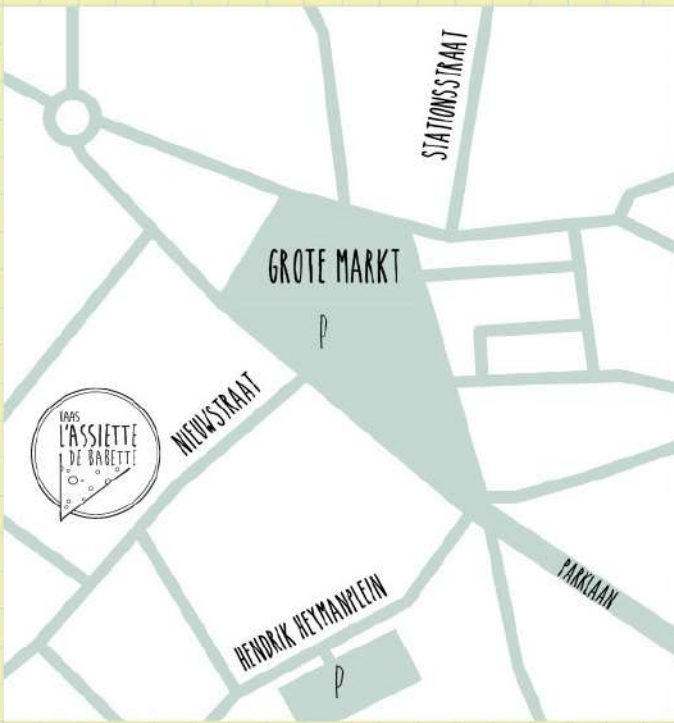 STATIONSSTRAAT
GROTE MARKT
P
NIEUWSTRAAT
KAAS
L'ASSIETTE
DE BABETTE
PARKLAAN
HENDRIK HEYMANPLEIN
P